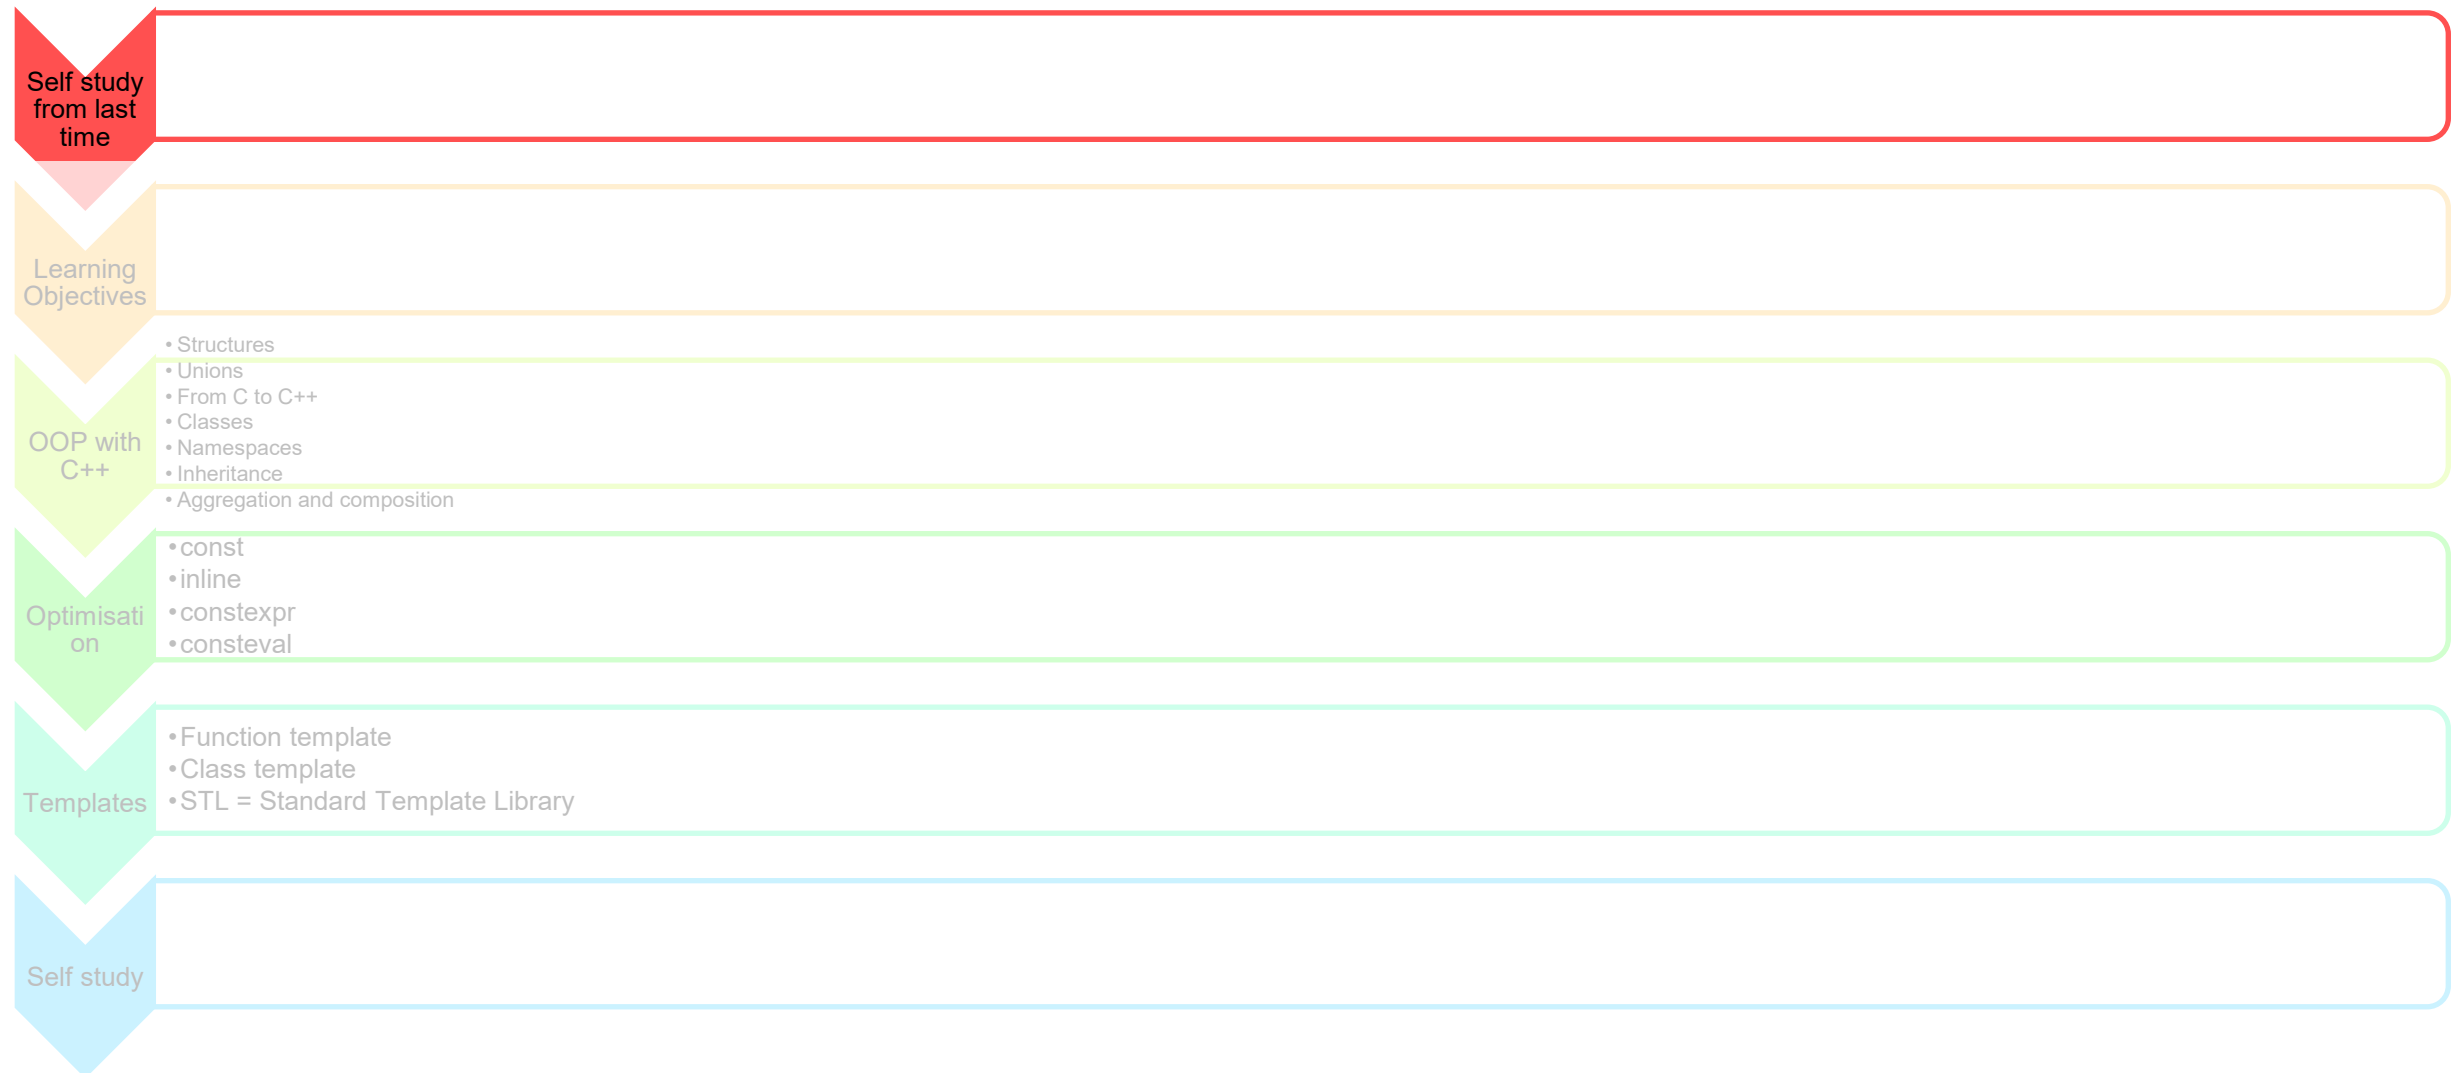 Self study
from last
time
Learning
Objectives
• Structures
• Unions
• From C to C++
• Classes
• Namespaces
• Inheritance
• Aggregation and composition
OOP with
C++
•const
•inline
•constexpr
•consteval
Optimisati
on
•Function template
•Class template
•STL = Standard Template Library
Templates
Self study